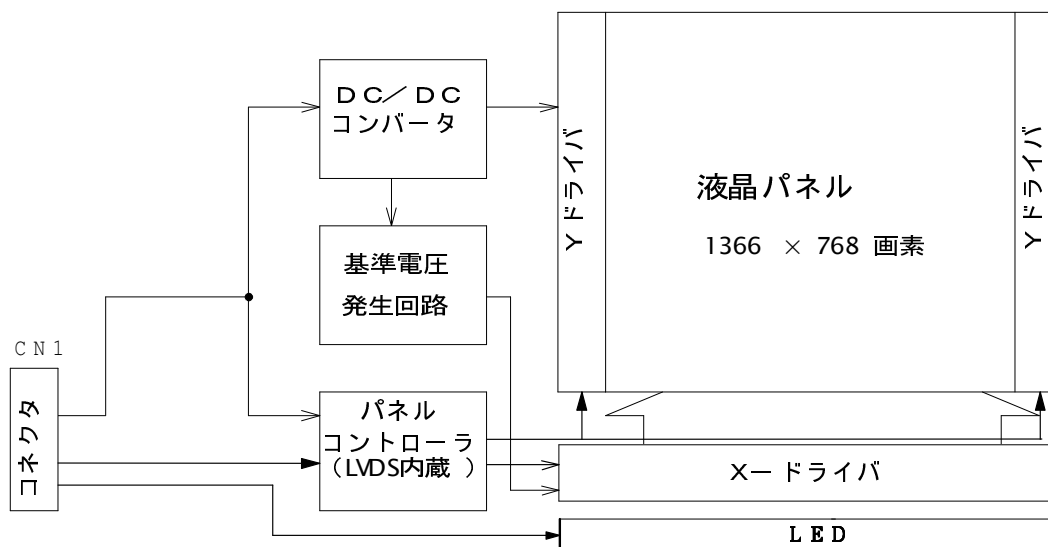 DC/DC
コンバータ
Yドライバ
液晶パネル
1366 × 768 画素
Yドライバ
基準電圧
発生回路
CN1
コネクタ
パネル
コントローラ
(LVDS内蔵)
Xードライバ
LED